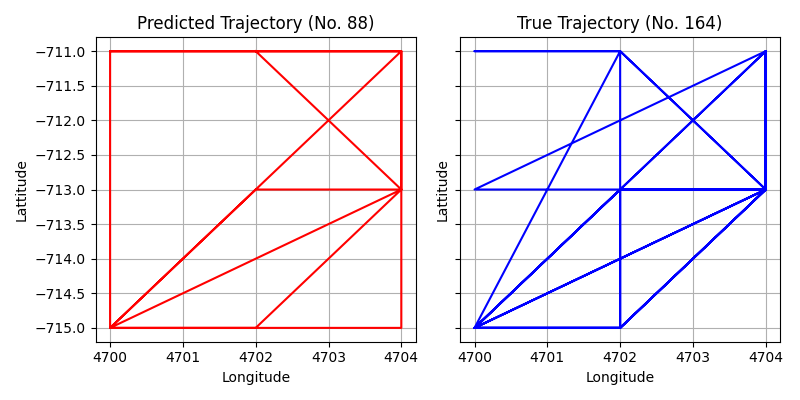 Predicted Trajectory (No. 88)
True Trajectory (No. 164)
−711.0
−711.5
−712.0
−712.5
−713.0
−713.5
−714.0
−714.5
−715.0
Lattitude
Lattitude
4700 4701 4702 4703 4704
4700 4701 4702 4703 4704
Longitude
Longitude